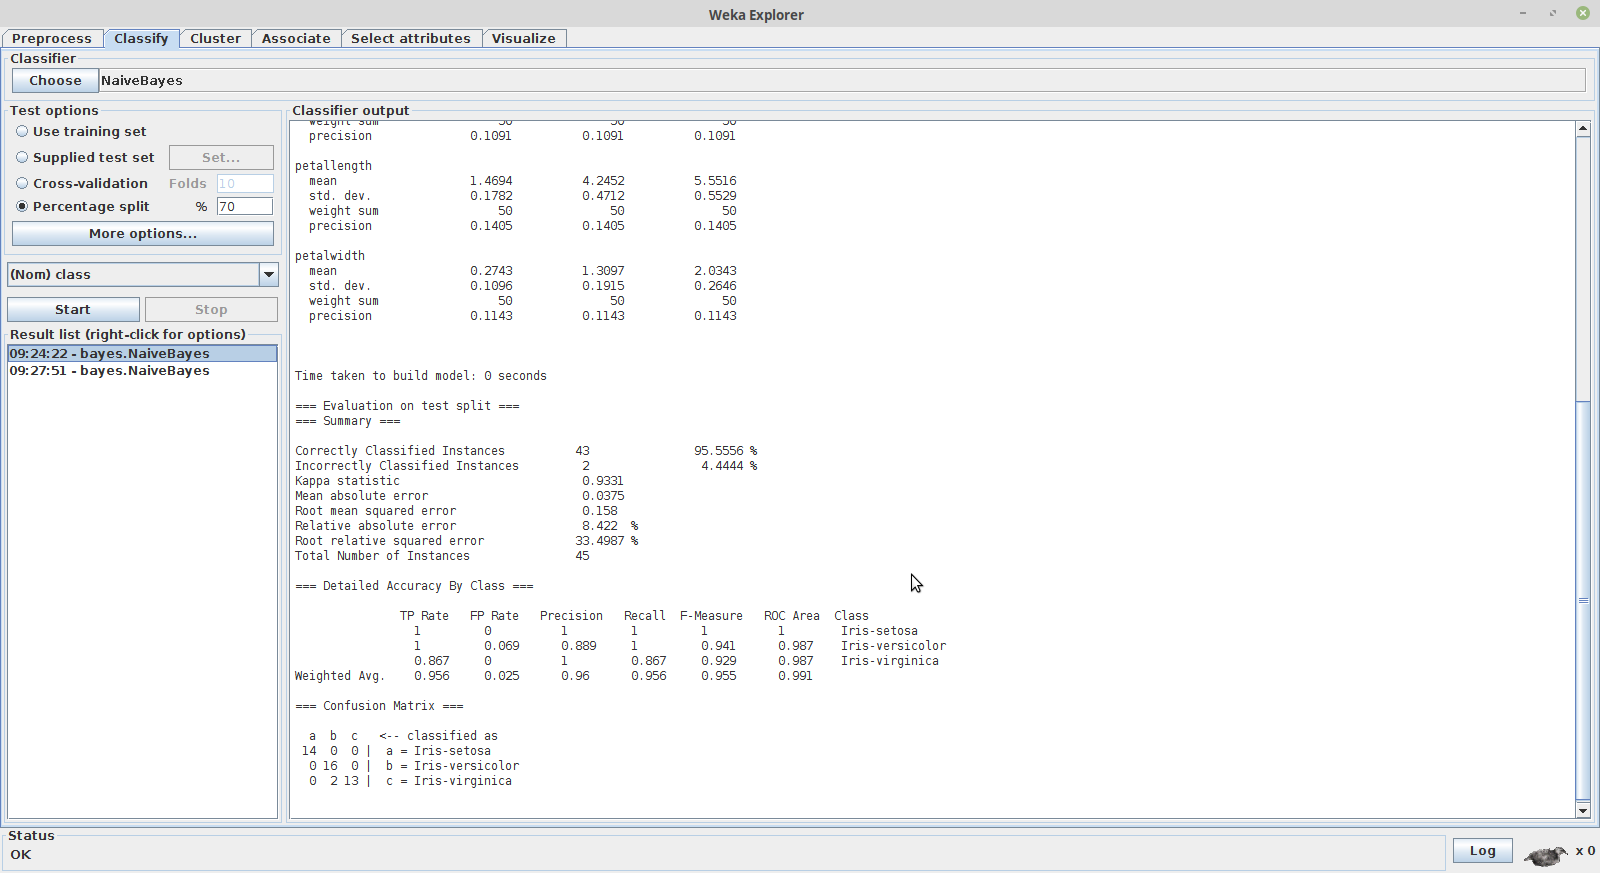 Weka Explorer
Preprocess Classify Cluster Associate Select attributes Visualize
Classifier
Choose NaiveBayes
Test options
Use training set
Supplied test set Set...
Cross-validation Folds 10
Percentage split % 70
More options...
(Nom) class
Start Stop
Result list (right-click for options)
09:24:22 - bayes.NaiveBayes
09:27:51 - bayes.NaiveBayes
Classifier output
weight sum 50 50 50
precision 0.1091 0.1091 0.1091
petallength
mean 1.4694 4.2452 5.5516
std. dev. 0.1782 0.4712 0.5529
weight sum 50 50 50
precision 0.1405 0.1405 0.1405
petalwidth
mean 0.2743 1.3097 2.0343
std. dev. 0.1096 0.1915 0.2646
weight sum 50 50 50
precision 0.1143 0.1143 0.1143
Time taken to build model: 0 seconds
=== Evaluation on test split ===
=== Summary ===
Correctly Classified Instances 43 95.5556 %
Incorrectly Classified Instances 2 4.4444 %
Kappa statistic 0.9331
Mean absolute error 0.0375
Root mean squared error 0.158
Relative absolute error 8.422 %
Root relative squared error 33.4987 %
Total Number of Instances 45
=== Detailed Accuracy By Class ===
TP Rate FP Rate Precision Recall F-Measure ROC Area Class
1 0 1 1 1 1 Iris-setosa
1 0.069 0.889 1 0.941 0.987 Iris-versicolor
0.867 0 1 0.867 0.929 0.987 Iris-virginica
Weighted Avg. 0.956 0.025 0.96 0.956 0.955 0.991
=== Confusion Matrix ===
a b c <-- classified as
14 0 0 | a = Iris-setosa
0 16 0 | b = Iris-versicolor
0 2 13 | c = Iris-virginica
Status
OK
Log x 0